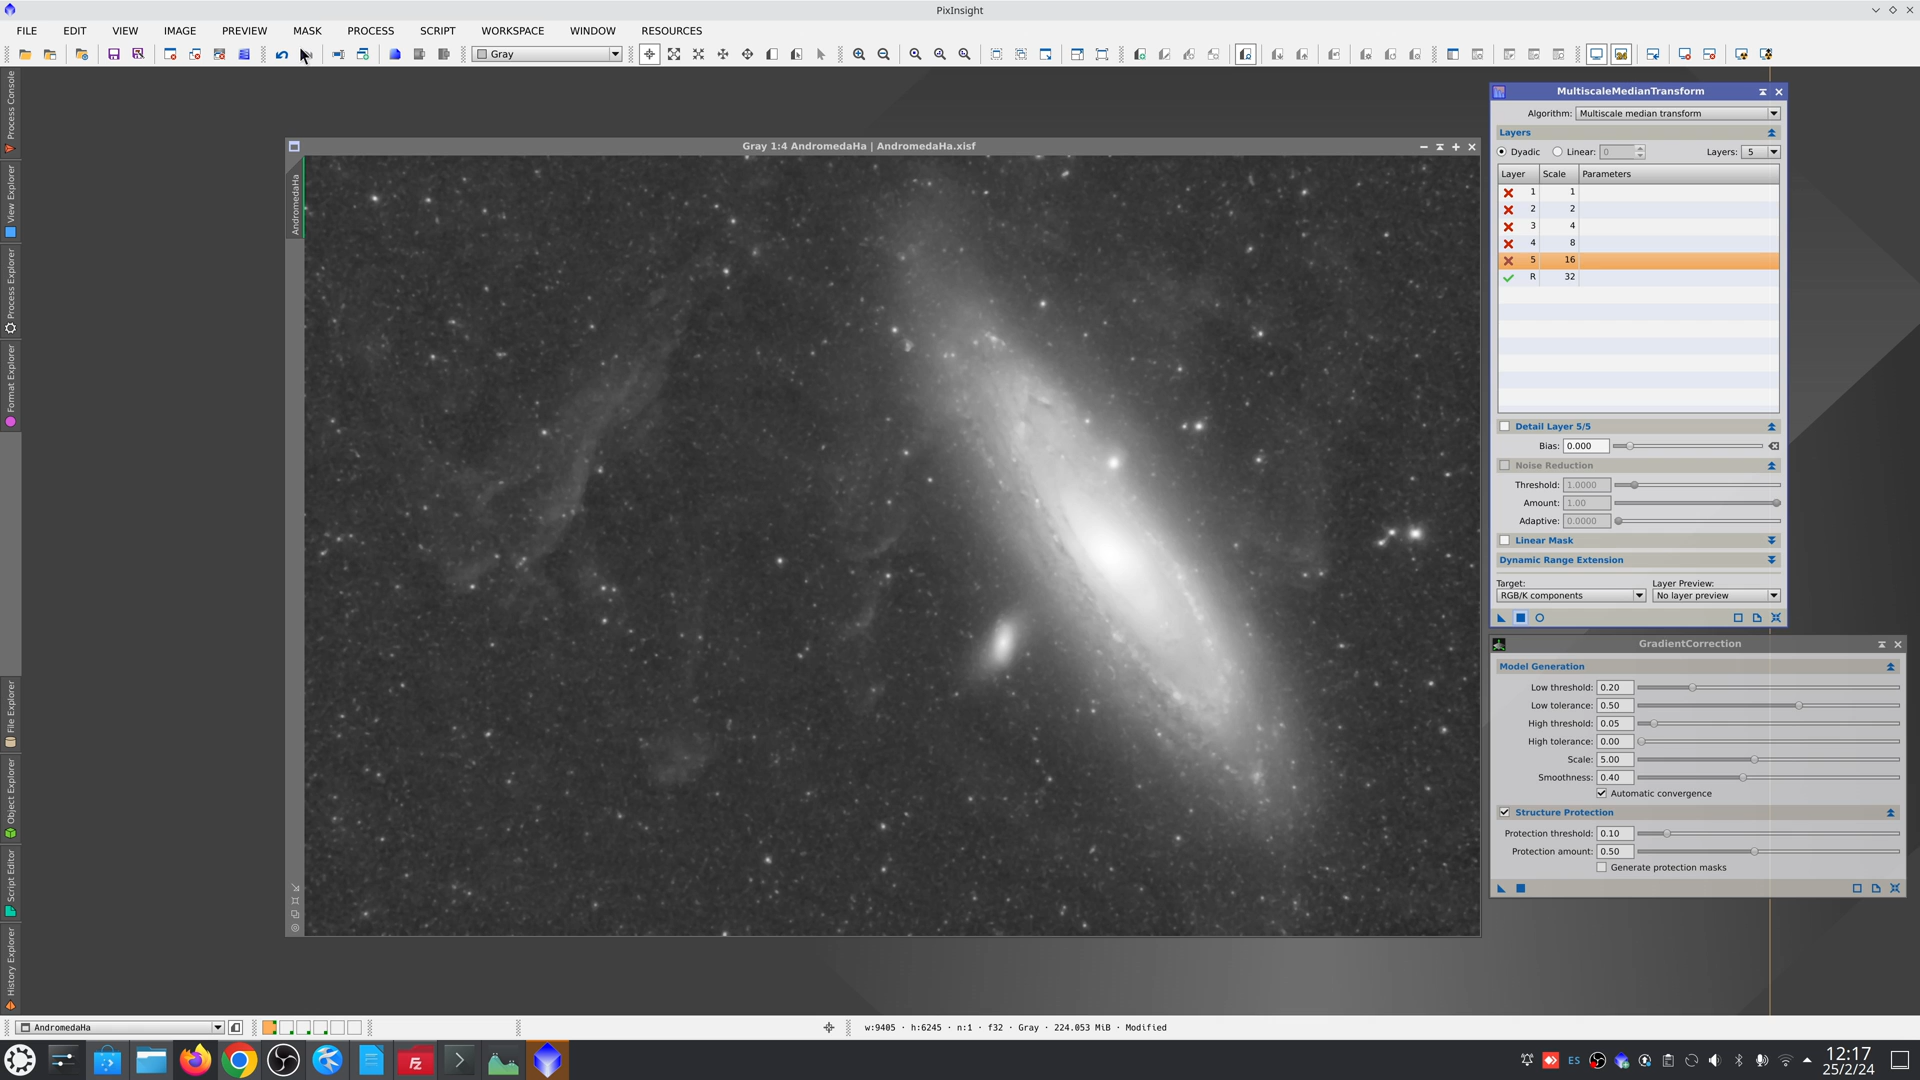 PixInsight
FILE EDIT VIEW IMAGE PREVIEW MASK PROCESS SCRIPT WORKSPACE WINDOW RESOURCES
Gray
Process Console
View Explorer
Process Explorer
Format Explorer
File Explorer
Object Explorer
Script Editor
History Explorer
Gray 1:4 AndromedaHa | AndromedaHa.xisf
AndromedaHa
MultiscaleMedianTransform
Algorithm: Multiscale median transform
Layers
Dyadic Linear: 0 Layers: 5
Layer Scale Parameters
1 1
2 2
3 4
4 8
5 16
R 32
Detail Layer 5/5
Bias: 0.000
Noise Reduction
Threshold: 1.0000
Amount: 1.00
Adaptive: 0.0000
Linear Mask
Dynamic Range Extension
Target: Layer Preview:
RGB/K components No layer preview
GradientCorrection
Model Generation
Low threshold: 0.20
Low tolerance: 0.50
High threshold: 0.05
High tolerance: 0.00
Scale: 5.00
Smoothness: 0.40
Automatic convergence
Structure Protection
Protection threshold: 0.10
Protection amount: 0.50
Generate protection masks
AndromedaHa
w:9405 · h:6245 · n:1 · f32 · Gray · 224.053 MiB · Modified
ES
12:17
25/2/24